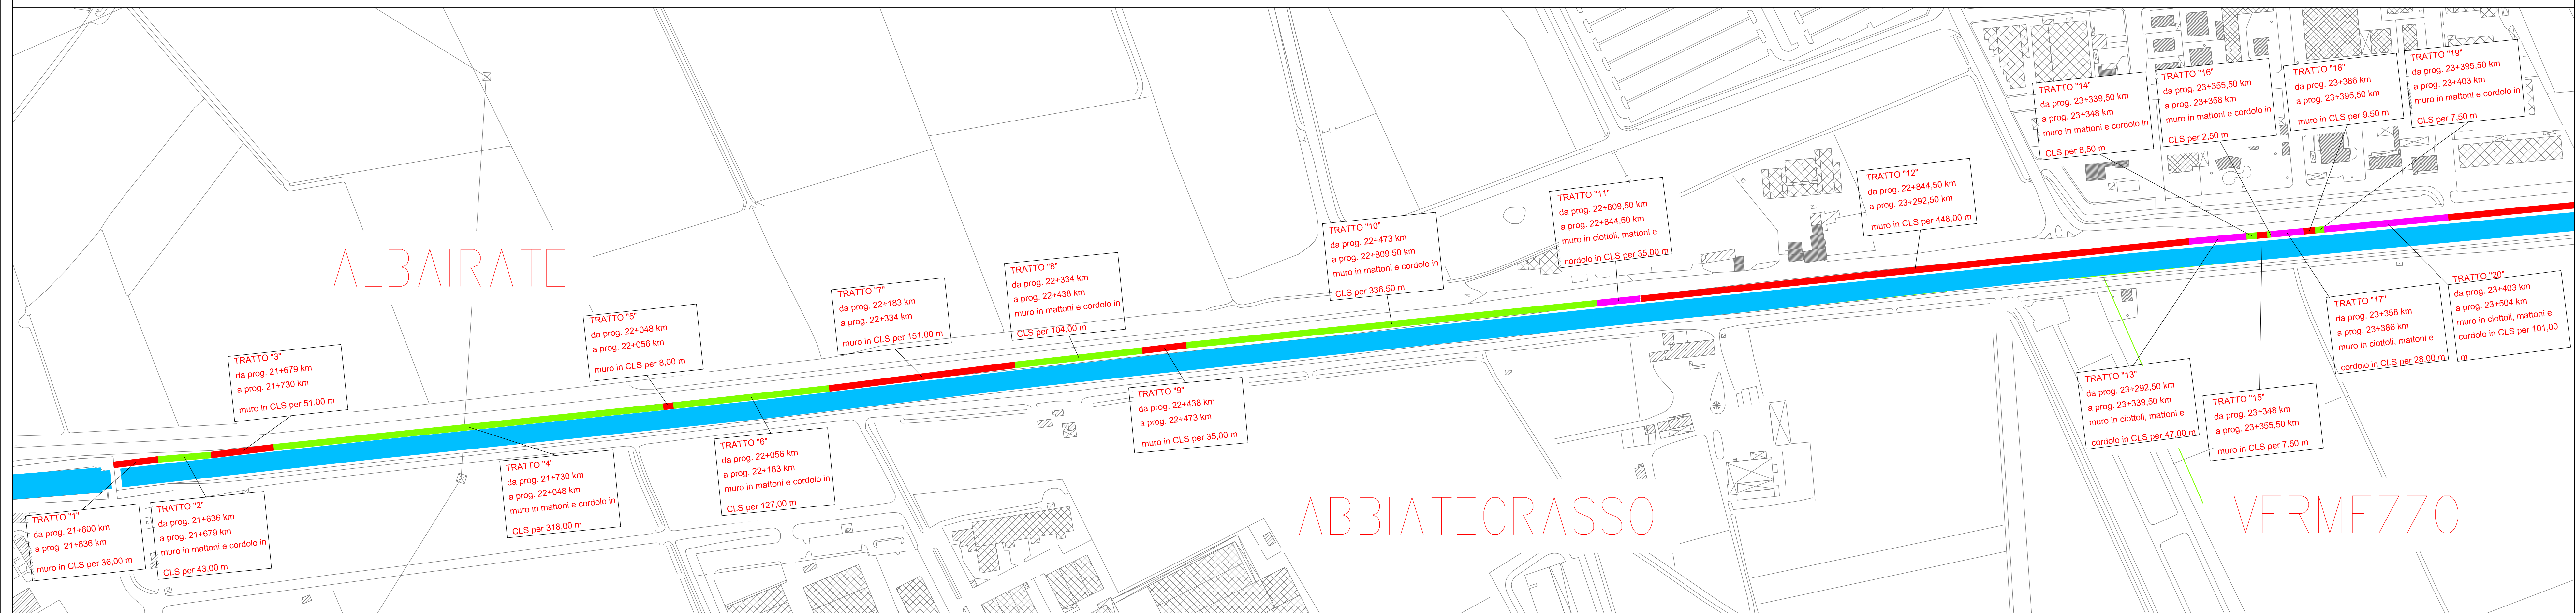 ALBAIRATE
ABBIATEGRASSO
VERMEZZO
TRATTO "1"
da prog. 21+600 km
a prog. 21+636 km
muro in CLS per 36,00 m
TRATTO "2"
da prog. 21+636 km
a prog. 21+679 km
muro in mattoni e cordolo in
CLS per 43,00 m
TRATTO "3"
da prog. 21+679 km
a prog. 21+730 km
muro in CLS per 51,00 m
TRATTO "4"
da prog. 21+730 km
a prog. 22+048 km
muro in mattoni e cordolo in
CLS per 318,00 m
TRATTO "5"
da prog. 22+048 km
a prog. 22+056 km
muro in CLS per 8,00 m
TRATTO "6"
da prog. 22+056 km
a prog. 22+183 km
muro in mattoni e cordolo in
CLS per 127,00 m
TRATTO "7"
da prog. 22+183 km
a prog. 22+334 km
muro in CLS per 151,00 m
TRATTO "8"
da prog. 22+334 km
a prog. 22+438 km
muro in mattoni e cordolo in
CLS per 104,00 m
TRATTO "9"
da prog. 22+438 km
a prog. 22+473 km
muro in CLS per 35,00 m
TRATTO "10"
da prog. 22+473 km
a prog. 22+809,50 km
muro in mattoni e cordolo in
CLS per 336,50 m
TRATTO "11"
da prog. 22+809,50 km
a prog. 22+844,50 km
muro in ciottoli, mattoni e
cordolo in CLS per 35,00 m
TRATTO "12"
da prog. 22+844,50 km
a prog. 23+292,50 km
muro in CLS per 448,00 m
TRATTO "13"
da prog. 23+292,50 km
a prog. 23+339,50 km
muro in ciottoli, mattoni e
cordolo in CLS per 47,00 m
TRATTO "14"
da prog. 23+339,50 km
a prog. 23+348 km
muro in mattoni e cordolo in
CLS per 8,50 m
TRATTO "15"
da prog. 23+348 km
a prog. 23+355,50 km
muro in CLS per 7,50 m
TRATTO "16"
da prog. 23+355,50 km
a prog. 23+358 km
muro in mattoni e cordolo in
CLS per 2,50 m
TRATTO "17"
da prog. 23+358 km
a prog. 23+386 km
muro in ciottoli, mattoni e
cordolo in CLS per 28,00 m
TRATTO "18"
da prog. 23+386 km
a prog. 23+395,50 km
muro in CLS per 9,50 m
TRATTO "19"
da prog. 23+395,50 km
a prog. 23+403 km
muro in mattoni e cordolo in
CLS per 7,50 m
TRATTO "20"
da prog. 23+403 km
a prog. 23+504 km
muro in ciottoli, mattoni e
cordolo in CLS per 101,00
m